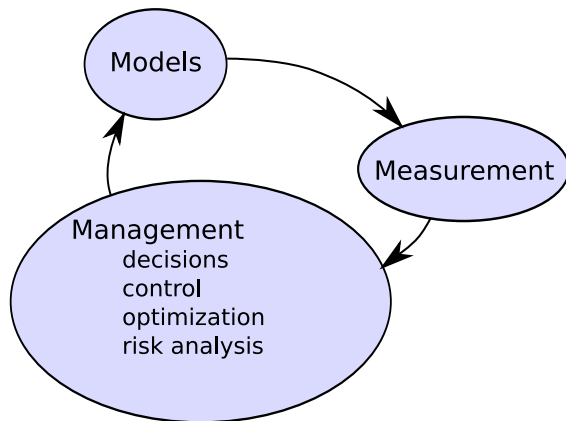 Models
Measurement
Management
decisions
control
optimization
risk analysis